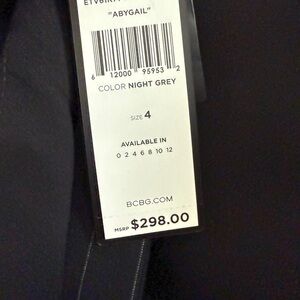 "ABYGAIL"
6 12000 95953 2
COLOR NIGHT GREY
SIZE 4
AVAILABLE IN
0 2 4 6 8 10 12
BCBG.COM
MSRP $298.00